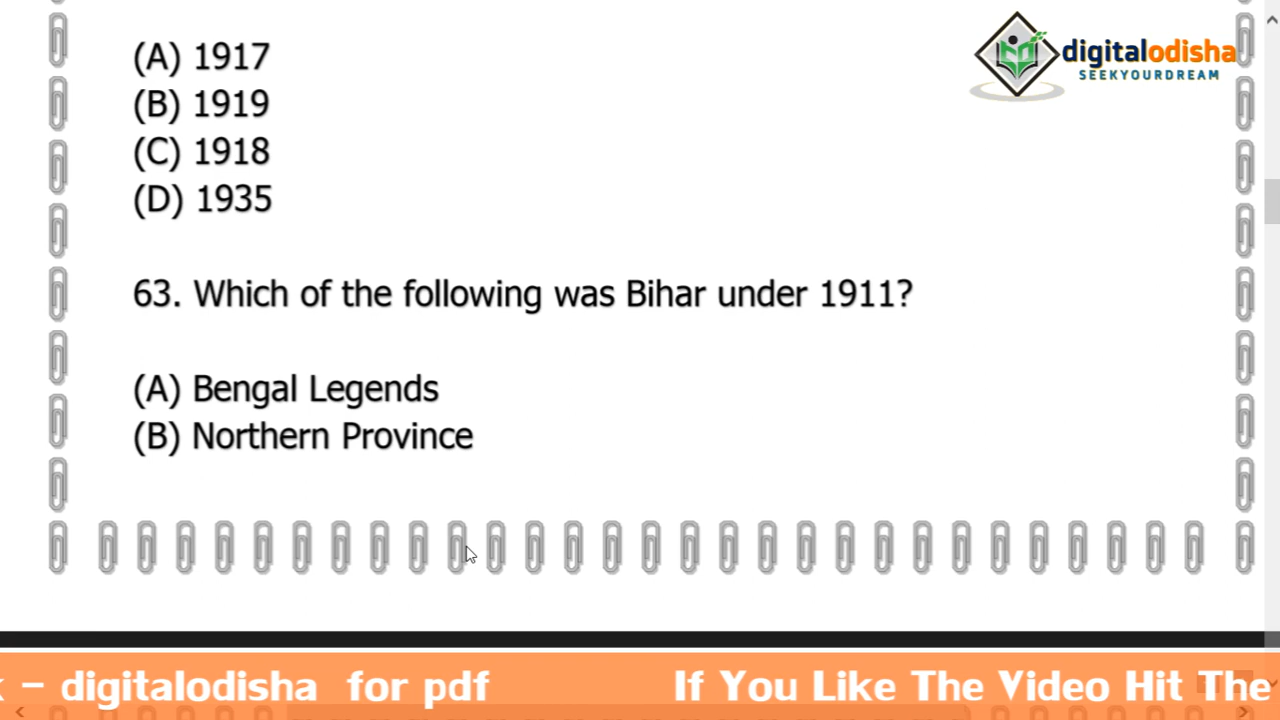 (A) 1917
digitalodisha
SEEKYOURDREAM
(B) 1919
(C) 1918
(D) 1935
63. Which of the following was Bihar under 1911?
(A) Bengal Legends
(B) Northern Province
– digitalodisha for pdf If You Like The Video Hit The